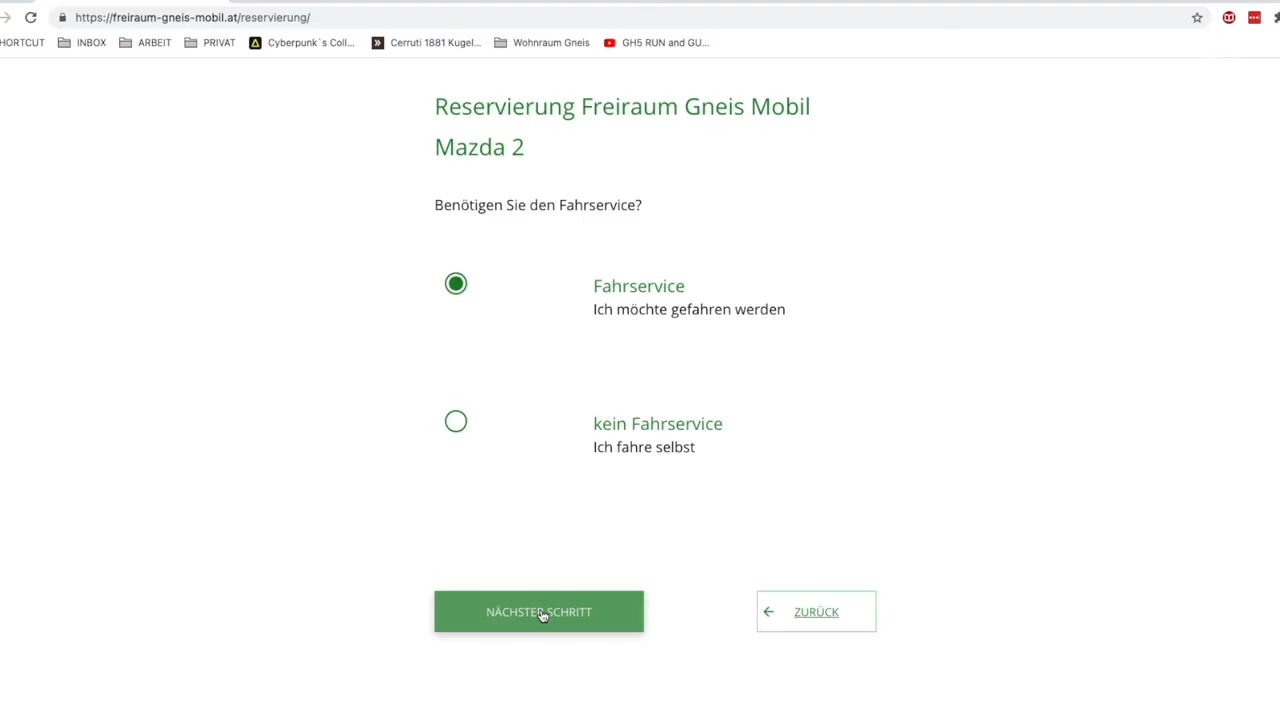 https://freiraum-gneis-mobil.at/reservierung/
HORTCUT INBOX ARBEIT PRIVAT Cyberpunk`s Coll... Cerruti 1881 Kugel... Wohnraum Gneis GH5 RUN and GU...
Reservierung Freiraum Gneis Mobil
Mazda 2
Benötigen Sie den Fahrservice?
Fahrservice
Ich möchte gefahren werden
kein Fahrservice
Ich fahre selbst
NÄCHSTER SCHRITT ZURÜCK